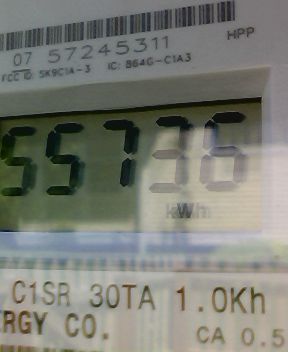 07 57245311
HPP
FCC ID: SK9C1A-3 IC: 864G-C1A3
55736
kWh
C1SR 30TA 1.0Kh
RGY CO.
CA 0.5